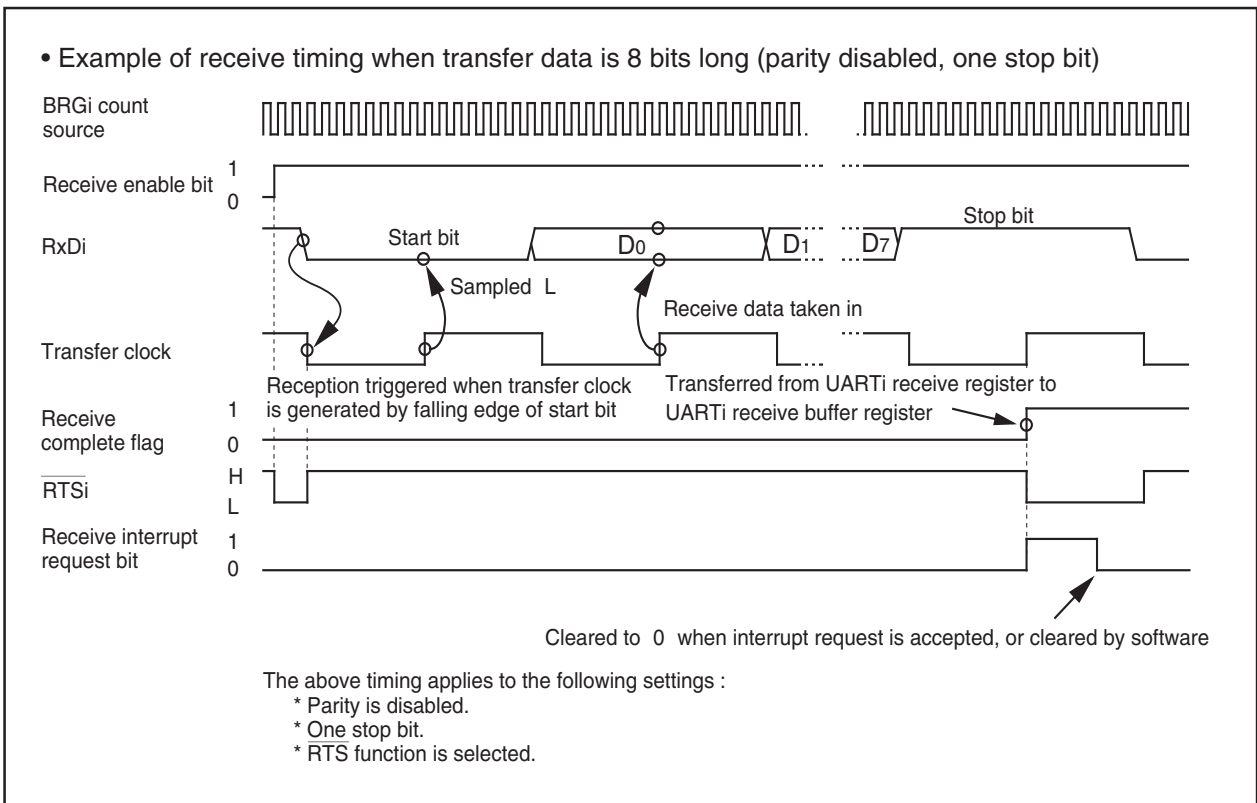 • Example of receive timing when transfer data is 8 bits long (parity disabled, one stop bit)
BRGi count
source
Receive enable bit
1
0
RxDi
Start bit
D0
D1
D7
Stop bit
Sampled L
Receive data taken in
Transfer clock
Reception triggered when transfer clock
is generated by falling edge of start bit
Transferred from UARTi receive register to
UARTi receive buffer register
Receive
complete flag
1
0
RTSi
H
L
Receive interrupt
request bit
1
0
Cleared to 0 when interrupt request is accepted, or cleared by software
The above timing applies to the following settings :
* Parity is disabled.
* One stop bit.
* RTS function is selected.